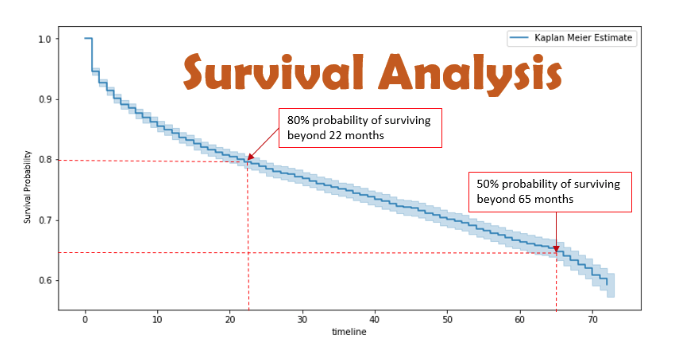 Survival Analysis
Kaplan Meier Estimate
1.0
0.9
0.8
0.7
0.6
Survival Probability
80% probability of surviving
beyond 22 months
50% probability of surviving
beyond 65 months
0
10
20
30
40
50
60
70
timeline